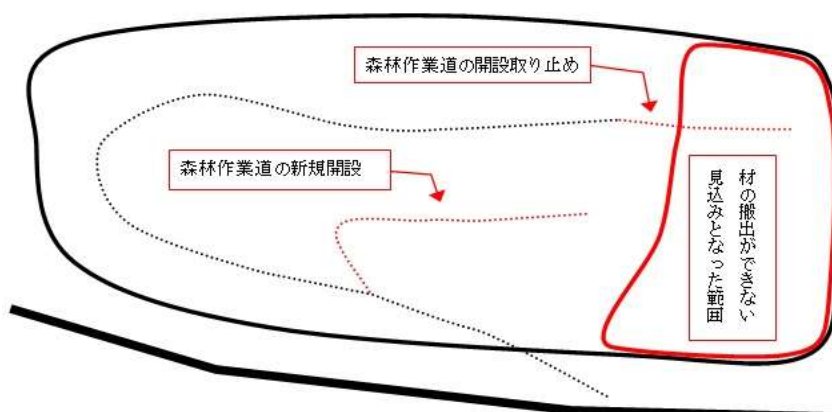 森林作業道の開設取り止め
森林作業道の新規開設
材の搬出ができない
見込みとなった範囲